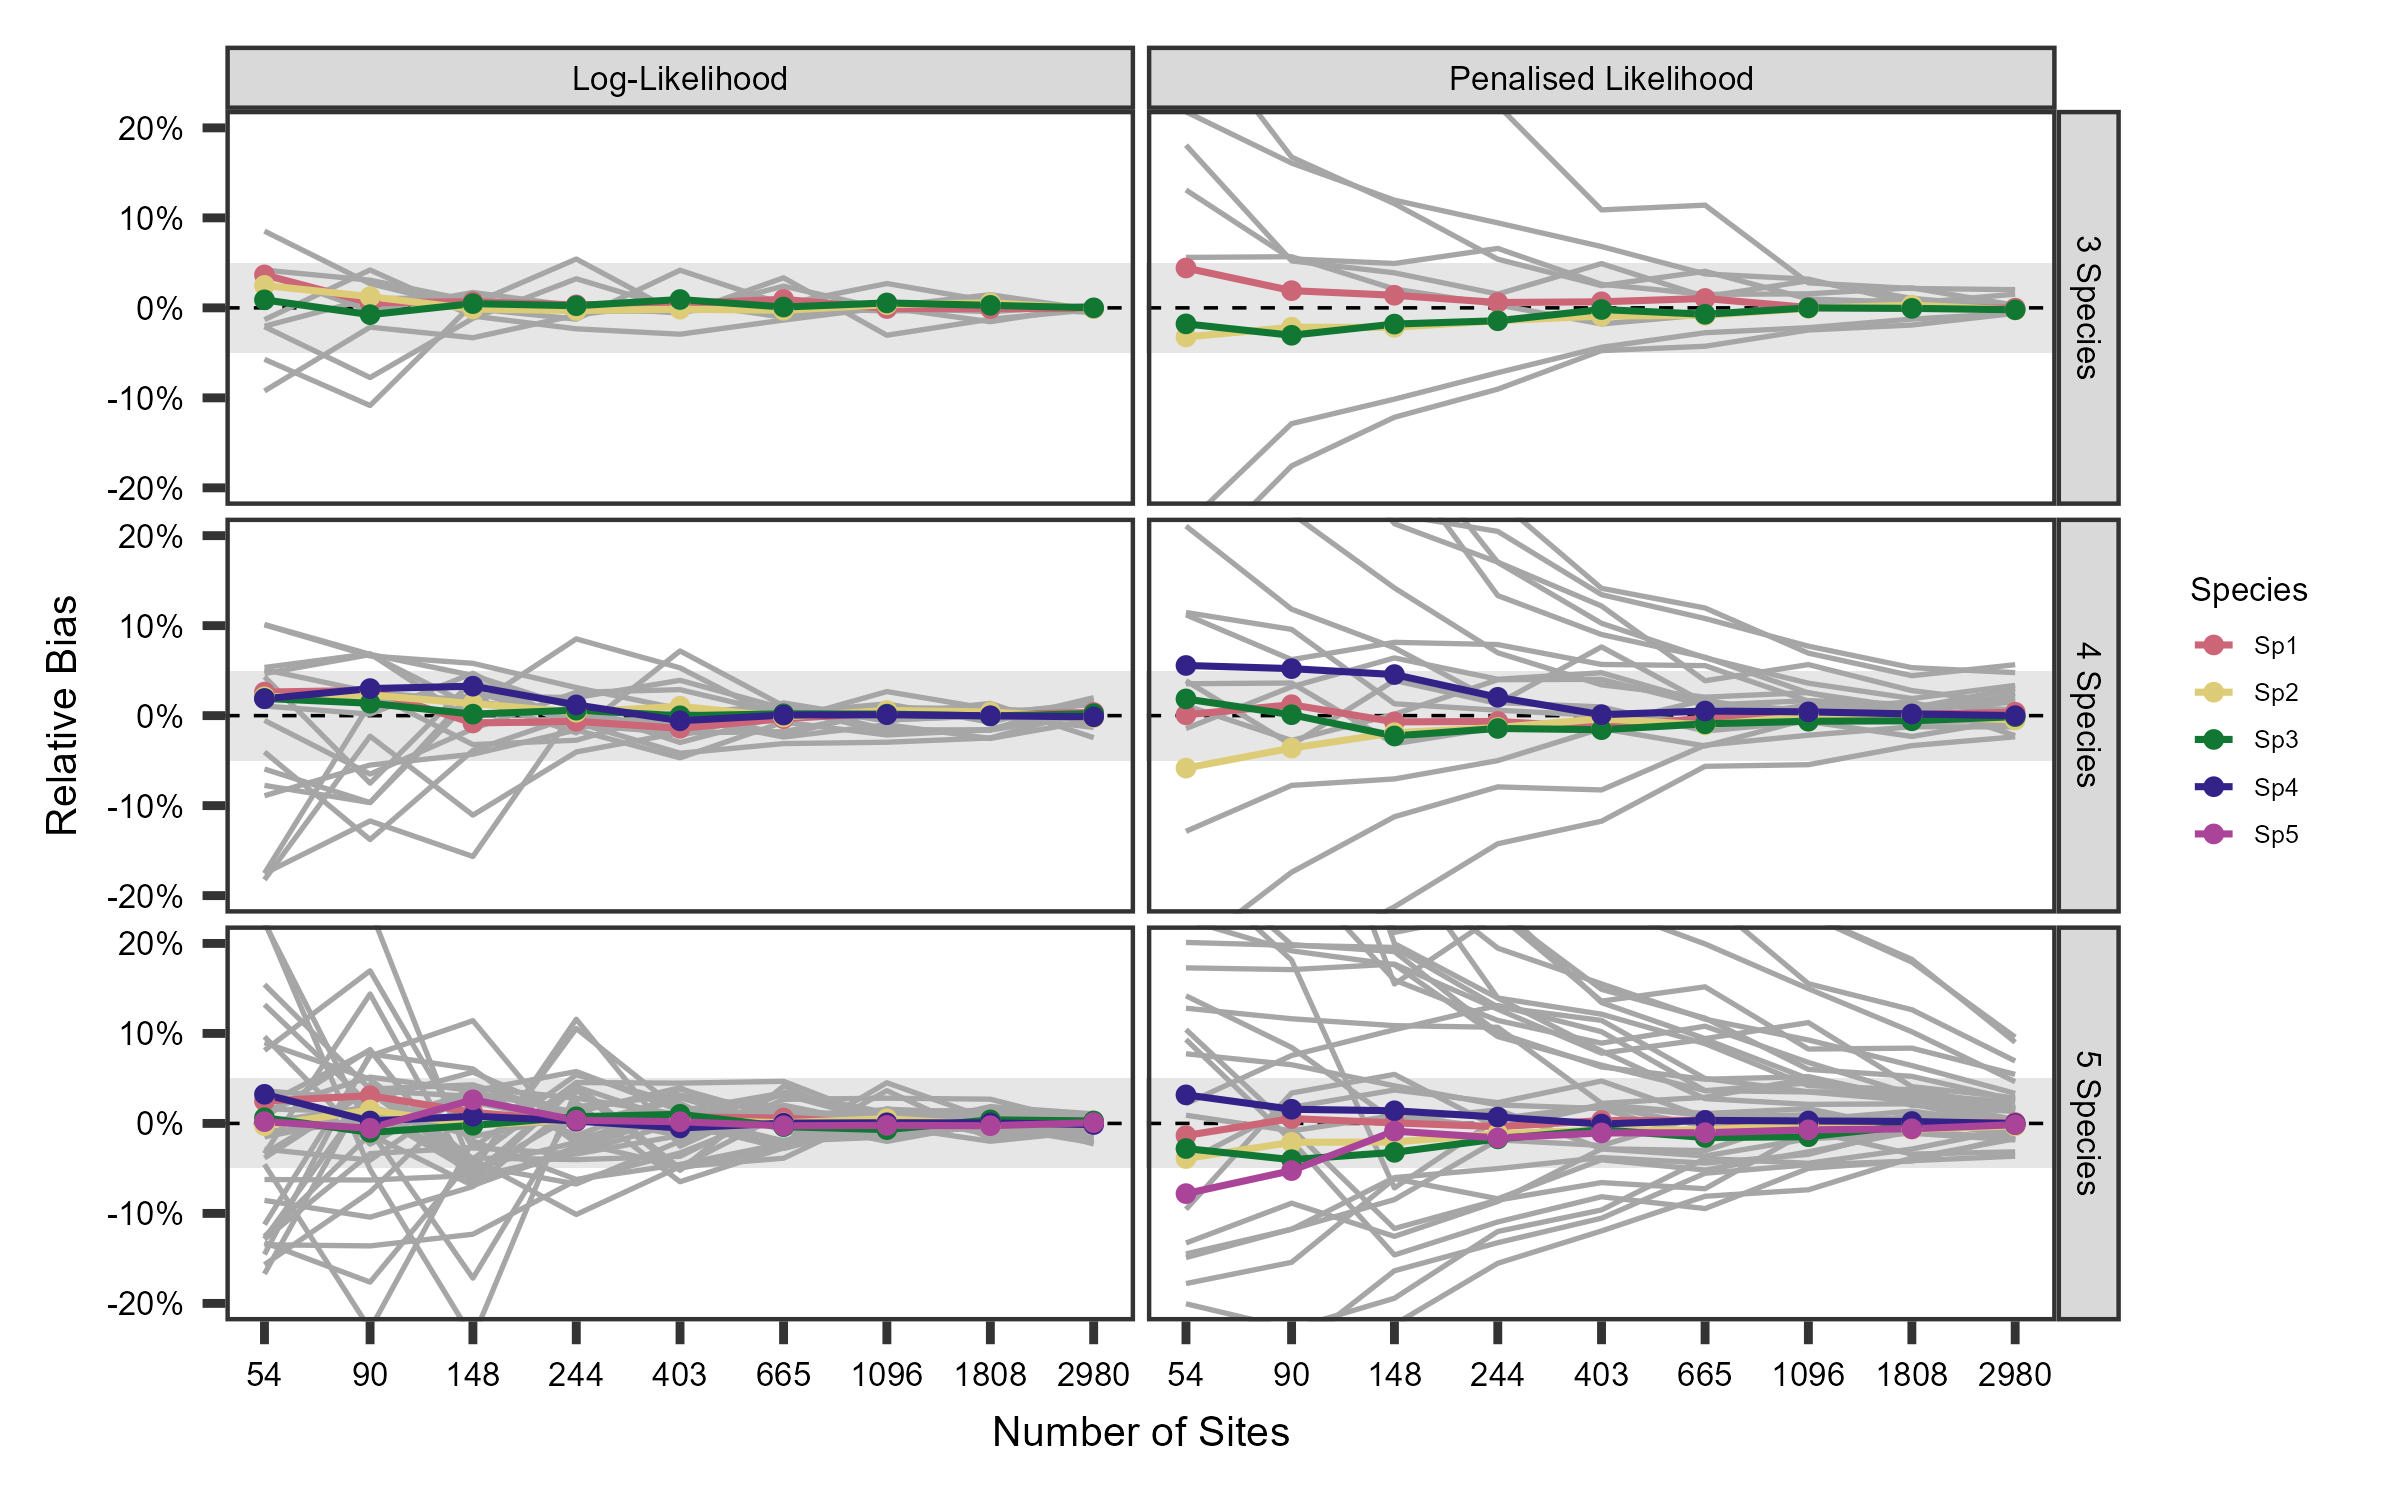 Log-Likelihood
Penalised Likelihood
20%
10%
0%
-10%
-20%
3 Species
20%
10%
0%
-10%
-20%
4 Species
20%
10%
0%
-10%
-20%
5 Species
Relative Bias
54 90 148 244 403 665 1096 1808 2980
54 90 148 244 403 665 1096 1808 2980
Number of Sites
Species
Sp1
Sp2
Sp3
Sp4
Sp5